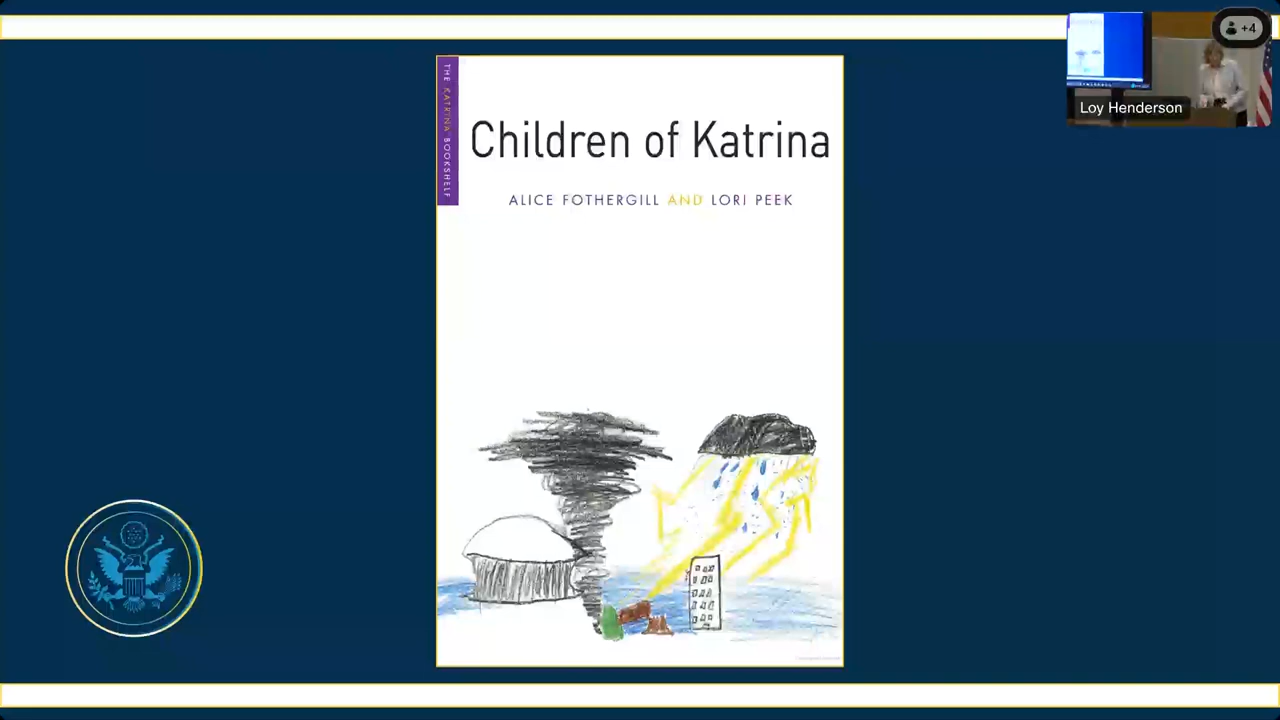 THE KATRINA BOOKSHELF
Children of Katrina
ALICE FOTHERGILL AND LORI PEEK
+4
Loy Henderson